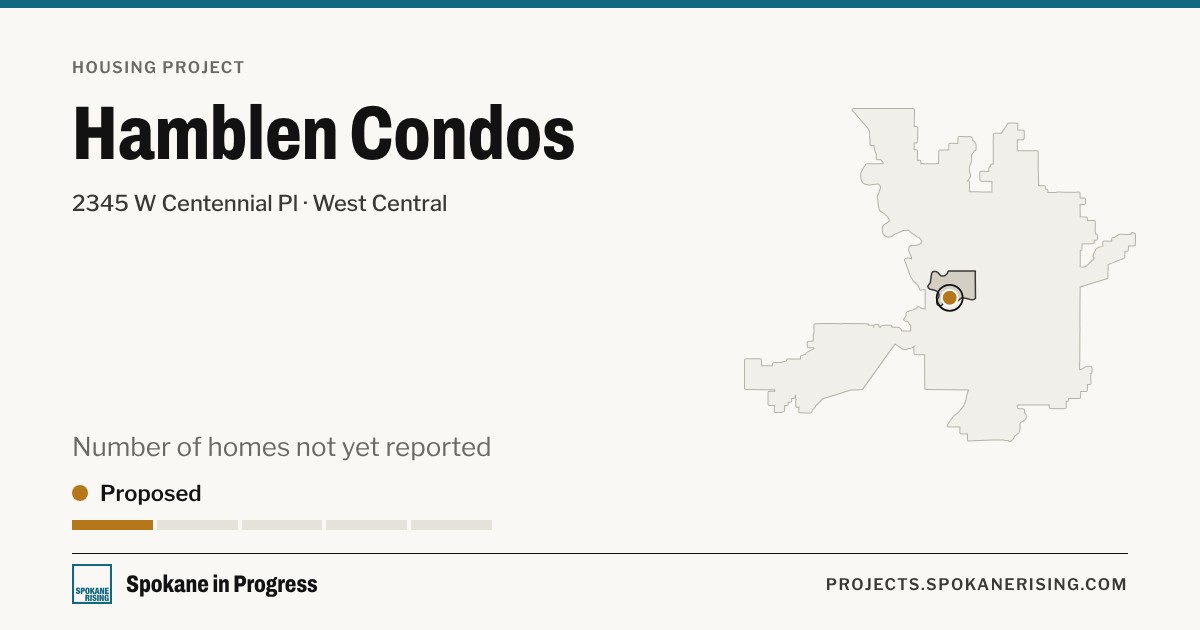 HOUSING PROJECT
Hamblen Condos
2345 W Centennial Pl · West Central
Number of homes not yet reported
Proposed
SPOKANE
RISING
Spokane in Progress
PROJECTS.SPOKANERISING.COM